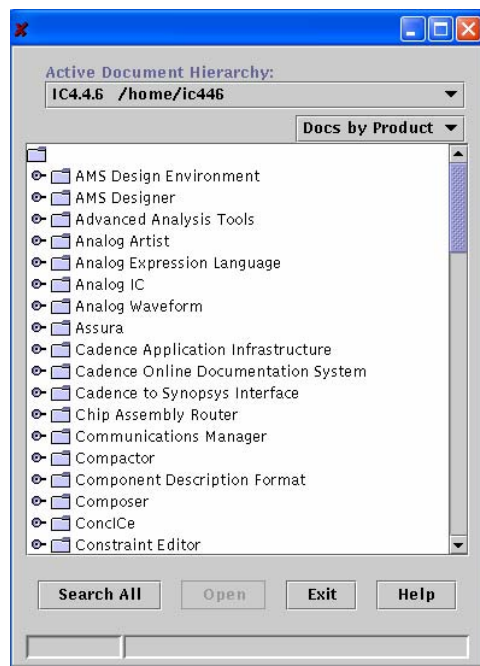 Active Document Hierarchy:
IC4.4.6 /home/ic446
Docs by Product
AMS Design Environment
AMS Designer
Advanced Analysis Tools
Analog Artist
Analog Expression Language
Analog IC
Analog Waveform
Assura
Cadence Application Infrastructure
Cadence Online Documentation System
Cadence to Synopsys Interface
Chip Assembly Router
Communications Manager
Compactor
Component Description Format
Composer
ConcICe
Constraint Editor
Search All Open Exit Help